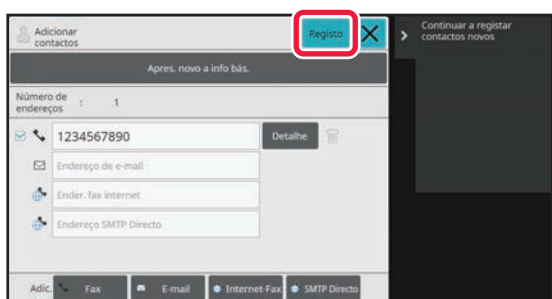 Adicionar
contactos
Registo
Continuar a registar
contactos novos
Apres. novo a info bás.
Número de
endereços : 1
1234567890
Detalhe
Endereço de e-mail
Ender. fax internet
Endereço SMTP Directo
Adic.
Fax
E-mail
Internet-Fax
SMTP Directo